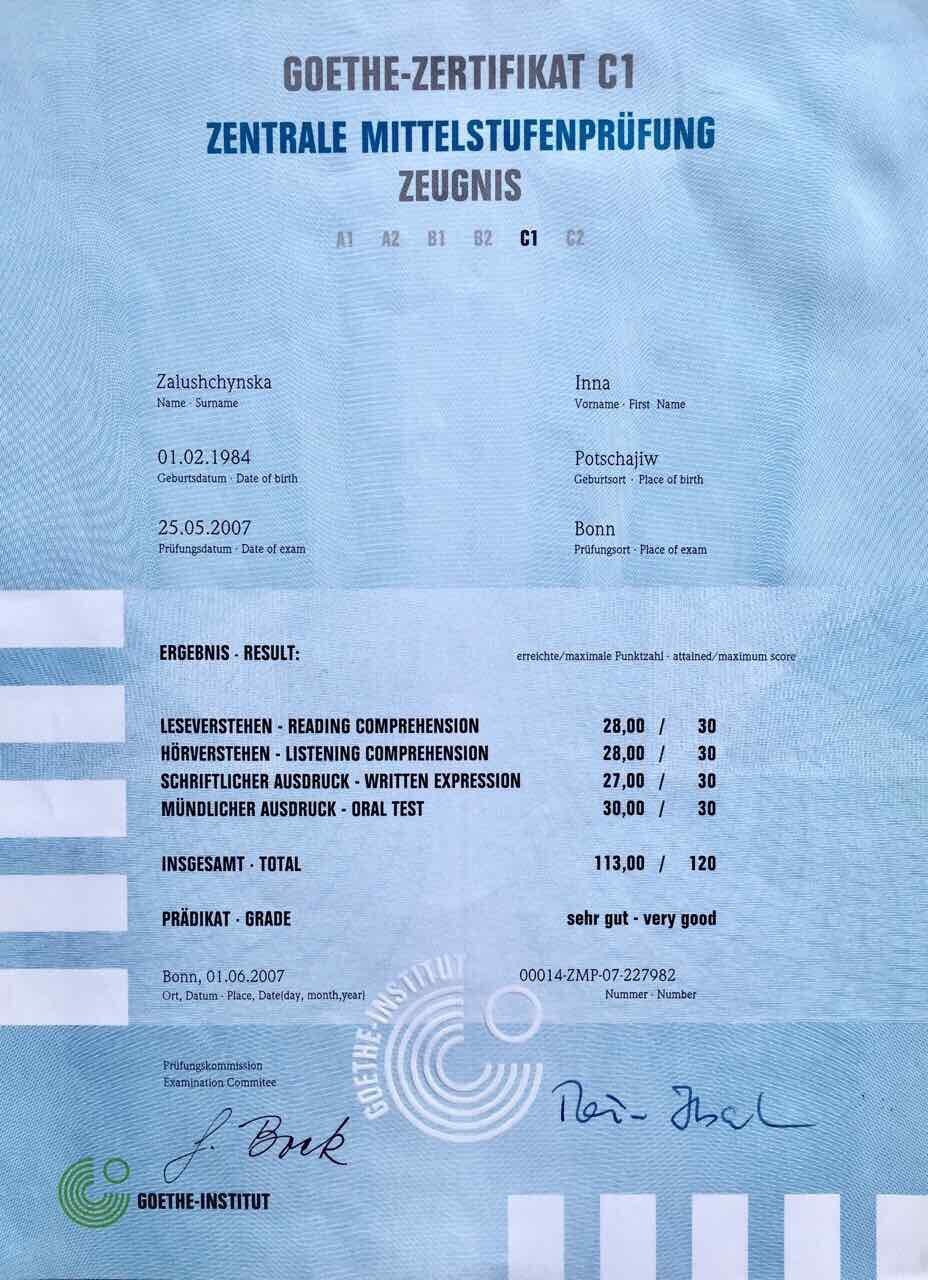 GOETHE-ZERTIFIKAT C1
ZENTRALE MITTELSTUFENPRÜFUNG
ZEUGNIS
A1 A2 B1 B2 C1 C2
Zalushchynska Inna
Name · Surname Vorname · First Name
01.02.1984 Potschajiw
Geburtsdatum · Date of birth Geburtsort · Place of birth
25.05.2007 Bonn
Prüfungsdatum · Date of exam Prüfungsort · Place of exam
ERGEBNIS · RESULT: erreichte/maximale Punktzahl · attained/maximum score
LESEVERSTEHEN - READING COMPREHENSION 28,00 / 30
HÖRVERSTEHEN - LISTENING COMPREHENSION 28,00 / 30
SCHRIFTLICHER AUSDRUCK - WRITTEN EXPRESSION 27,00 / 30
MÜNDLICHER AUSDRUCK - ORAL TEST 30,00 / 30
INSGESAMT · TOTAL 113,00 / 120
PRÄDIKAT · GRADE sehr gut - very good
Bonn, 01.06.2007 00014-ZMP-07-227982
Ort, Datum · Place, Date(day, month,year) Nummer · Number
GOETHE-INSTITUT
Prüfungskommission
Examination Commitee
J. Bock
GOETHE-INSTITUT